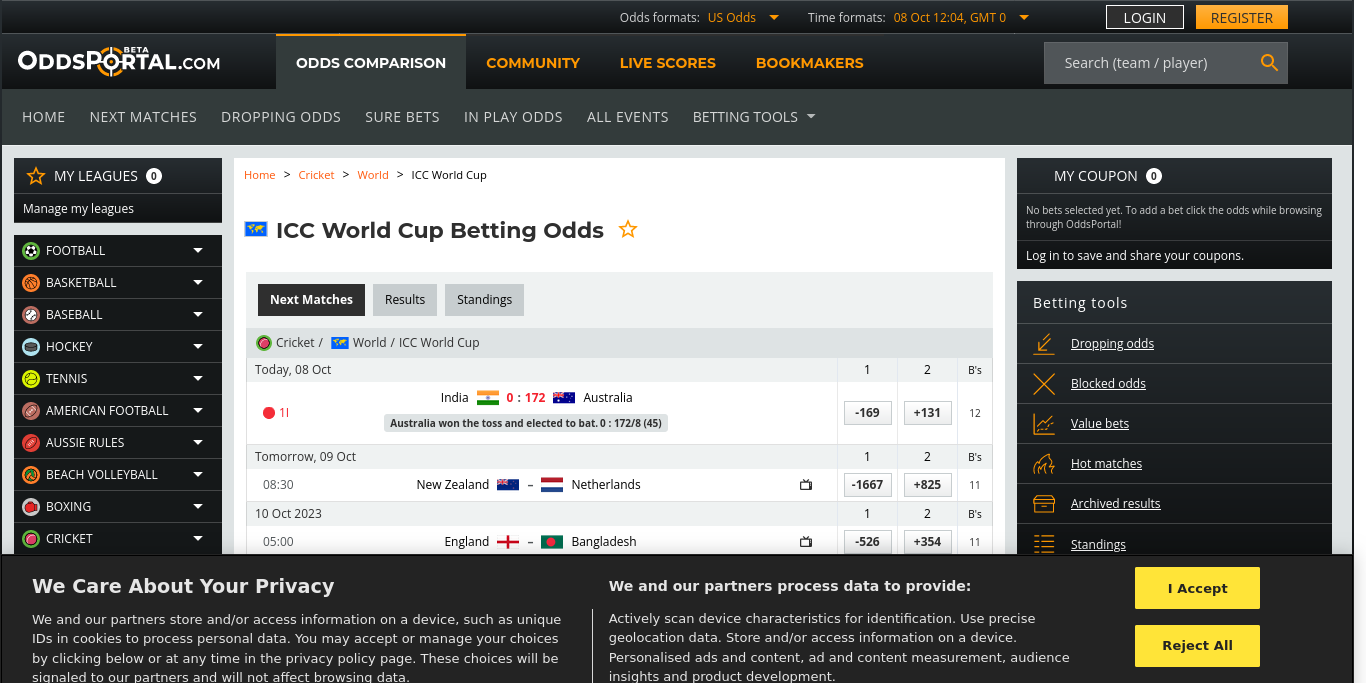 Odds formats: US Odds Time formats: 08 Oct 12:04, GMT 0 LOGIN REGISTER
ODDSPORTAL.COM BETA ODDS COMPARISON COMMUNITY LIVE SCORES BOOKMAKERS Search (team / player)
HOME NEXT MATCHES DROPPING ODDS SURE BETS IN PLAY ODDS ALL EVENTS BETTING TOOLS
MY LEAGUES 0
Manage my leagues
FOOTBALL
BASKETBALL
BASEBALL
HOCKEY
TENNIS
AMERICAN FOOTBALL
AUSSIE RULES
BEACH VOLLEYBALL
BOXING
CRICKET
Home > Cricket > World > ICC World Cup
ICC World Cup Betting Odds
Next Matches Results Standings
Cricket / World / ICC World Cup
Today, 08 Oct 1 2 B's
India 0 : 172 Australia
1I -169 +131 12
Australia won the toss and elected to bat. 0 : 172/8 (45)
Tomorrow, 09 Oct 1 2 B's
08:30 New Zealand – Netherlands -1667 +825 11
10 Oct 2023 1 2 B's
05:00 England – Bangladesh -526 +354 11
MY COUPON 0
No bets selected yet. To add a bet click the odds while browsing
through OddsPortal!
Log in to save and share your coupons.
Betting tools
Dropping odds
Blocked odds
Value bets
Hot matches
Archived results
Standings
We Care About Your Privacy
We and our partners store and/or access information on a device, such as unique
IDs in cookies to process personal data. You may accept or manage your choices
by clicking below or at any time in the privacy policy page. These choices will be
signaled to our partners and will not affect browsing data.
We and our partners process data to provide:
Actively scan device characteristics for identification. Use precise
geolocation data. Store and/or access information on a device.
Personalised ads and content, ad and content measurement, audience
insights and product development.
I Accept
Reject All